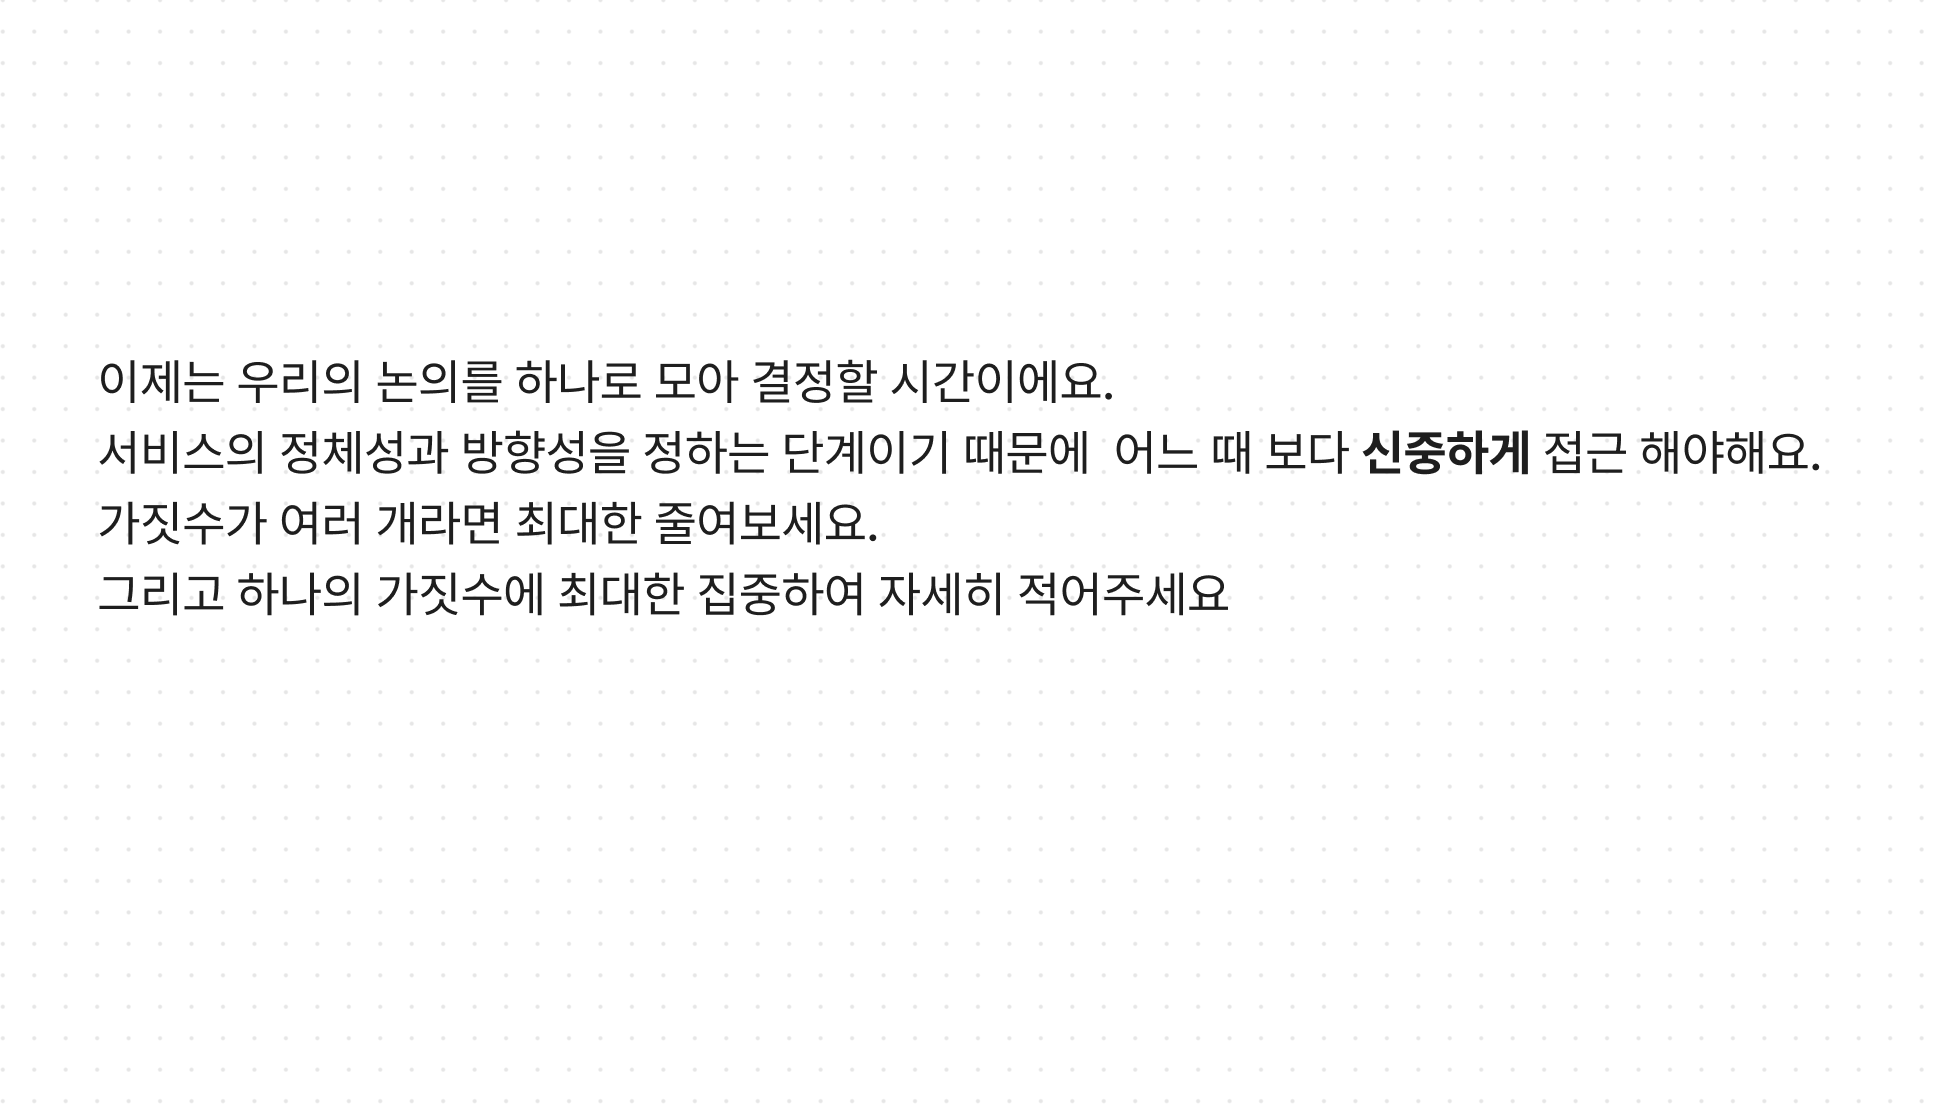 이제는 우리의 논의를 하나로 모아 결정할 시간이에요.
서비스의 정체성과 방향성을 정하는 단계이기 때문에  어느 때 보다 신중하게 접근 해야해요.
가짓수가 여러 개라면 최대한 줄여보세요.
그리고 하나의 가짓수에 최대한 집중하여 자세히 적어주세요